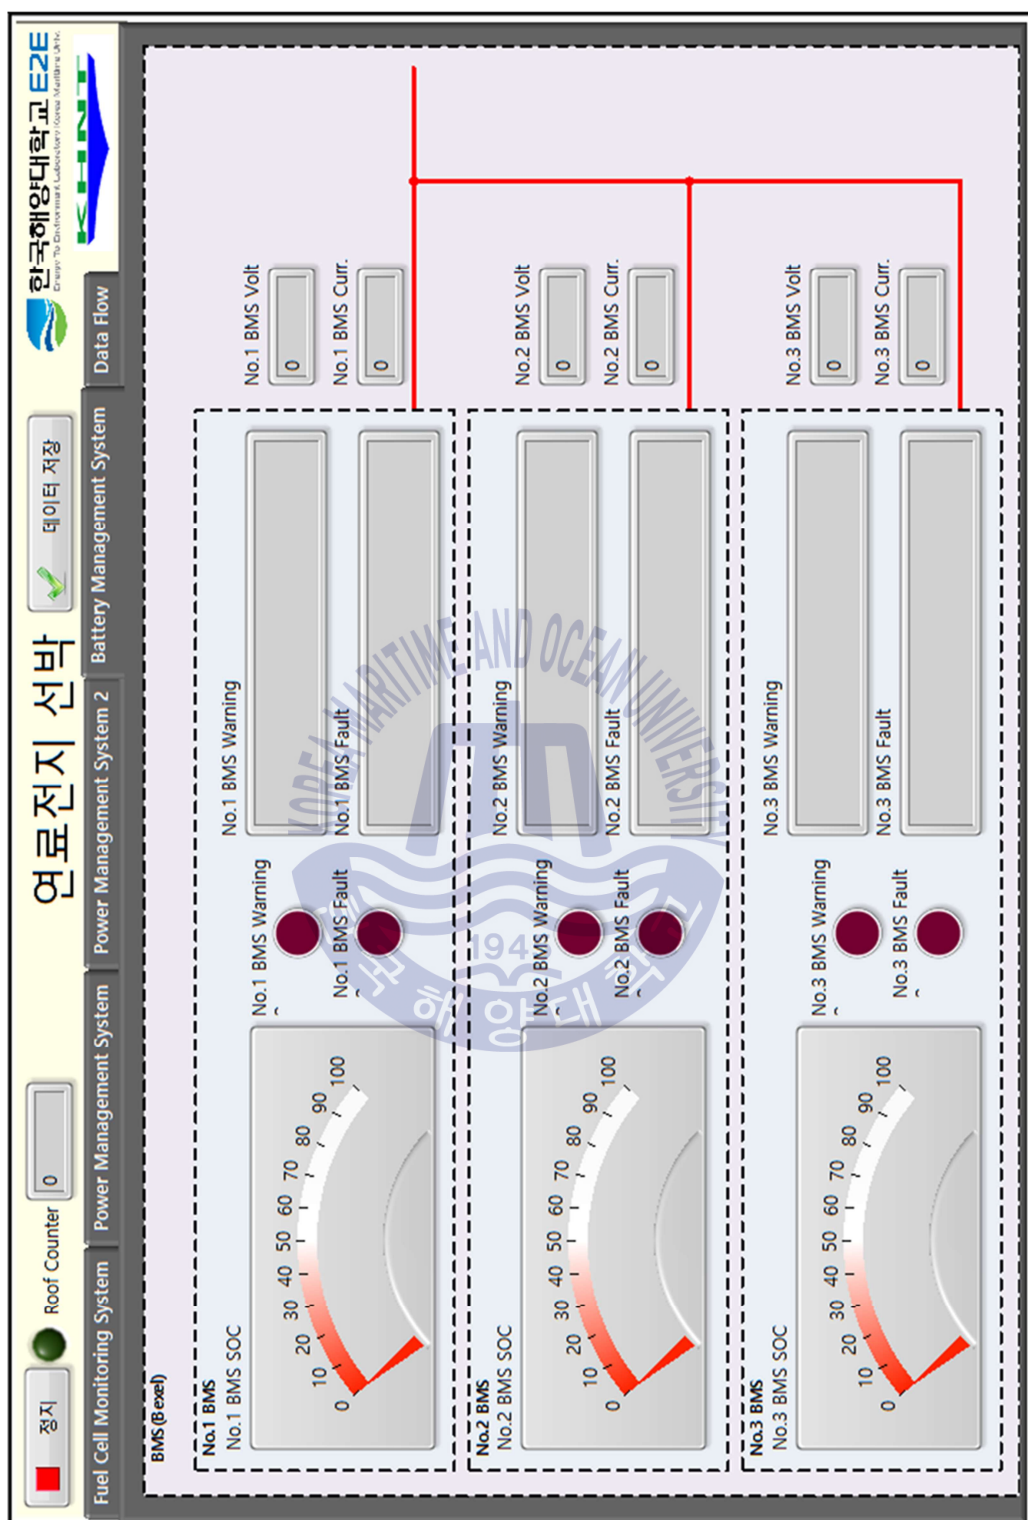 정지
Roof Counter
0
연료전지 선박
데이터 저장
한국해양대학교 E2E
Energy To Environment Laboratory Korea Maritime Univ.
KHNT
Fuel Cell Monitoring System
Power Management System
Power Management System 2
Battery Management System
Data Flow
BMS(Bexel)
No.1 BMS
No.1 BMS SOC
0 10 20 30 40 50 60 70 80 90 100
No.1 BMS Warning
No.1 BMS Fault
No.1 BMS Warning
No.1 BMS Fault
No.1 BMS Volt
0
No.1 BMS Curr.
0
No.2 BMS
No.2 BMS SOC
0 10 20 30 40 50 60 70 80 90 100
No.2 BMS Warning
No.2 BMS Fault
No.2 BMS Warning
No.2 BMS Fault
No.2 BMS Volt
0
No.2 BMS Curr.
0
No.3 BMS
No.3 BMS SOC
0 10 20 30 40 50 60 70 80 90 100
No.3 BMS Warning
No.3 BMS Fault
No.3 BMS Warning
No.3 BMS Fault
No.3 BMS Volt
0
No.3 BMS Curr.
0
KOREA MARITIME AND OCEAN UNIVERSITY
1945
한국해양대학교